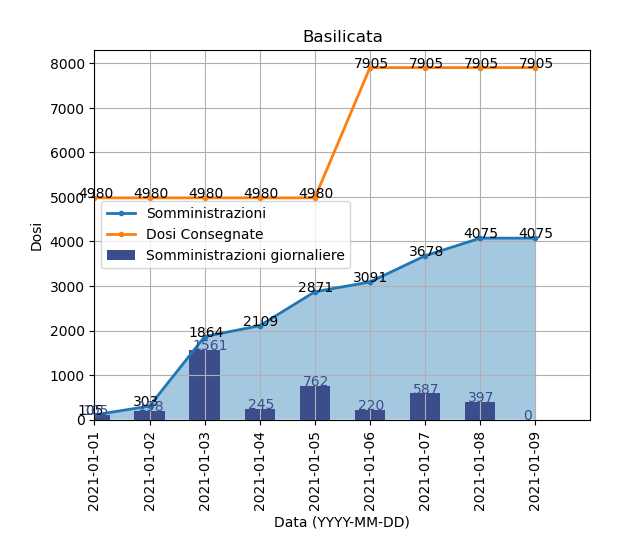 Basilicata
8000
7000
6000
5000
4000
3000
2000
1000
0
Dosi
7905 7905 7905 7905
4980 4980 4980 4980 4980
Somministrazioni
Dosi Consegnate
Somministrazioni giornaliere
105 303 1864 2109 2871 3091 3678 4075 4075
105 198 1561 245 762 220 587 397 0
2021-01-01
2021-01-02
2021-01-03
2021-01-04
2021-01-05
2021-01-06
2021-01-07
2021-01-08
2021-01-09
Data (YYYY-MM-DD)